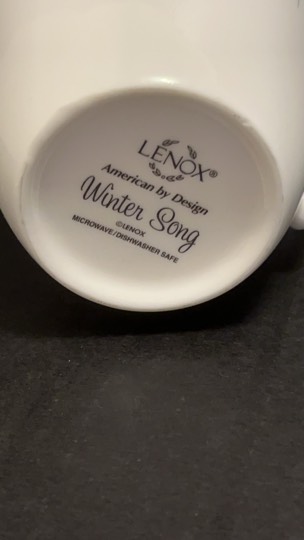 LENOX®
American by Design
Winter Song
©LENOX
MICROWAVE/DISHWASHER SAFE